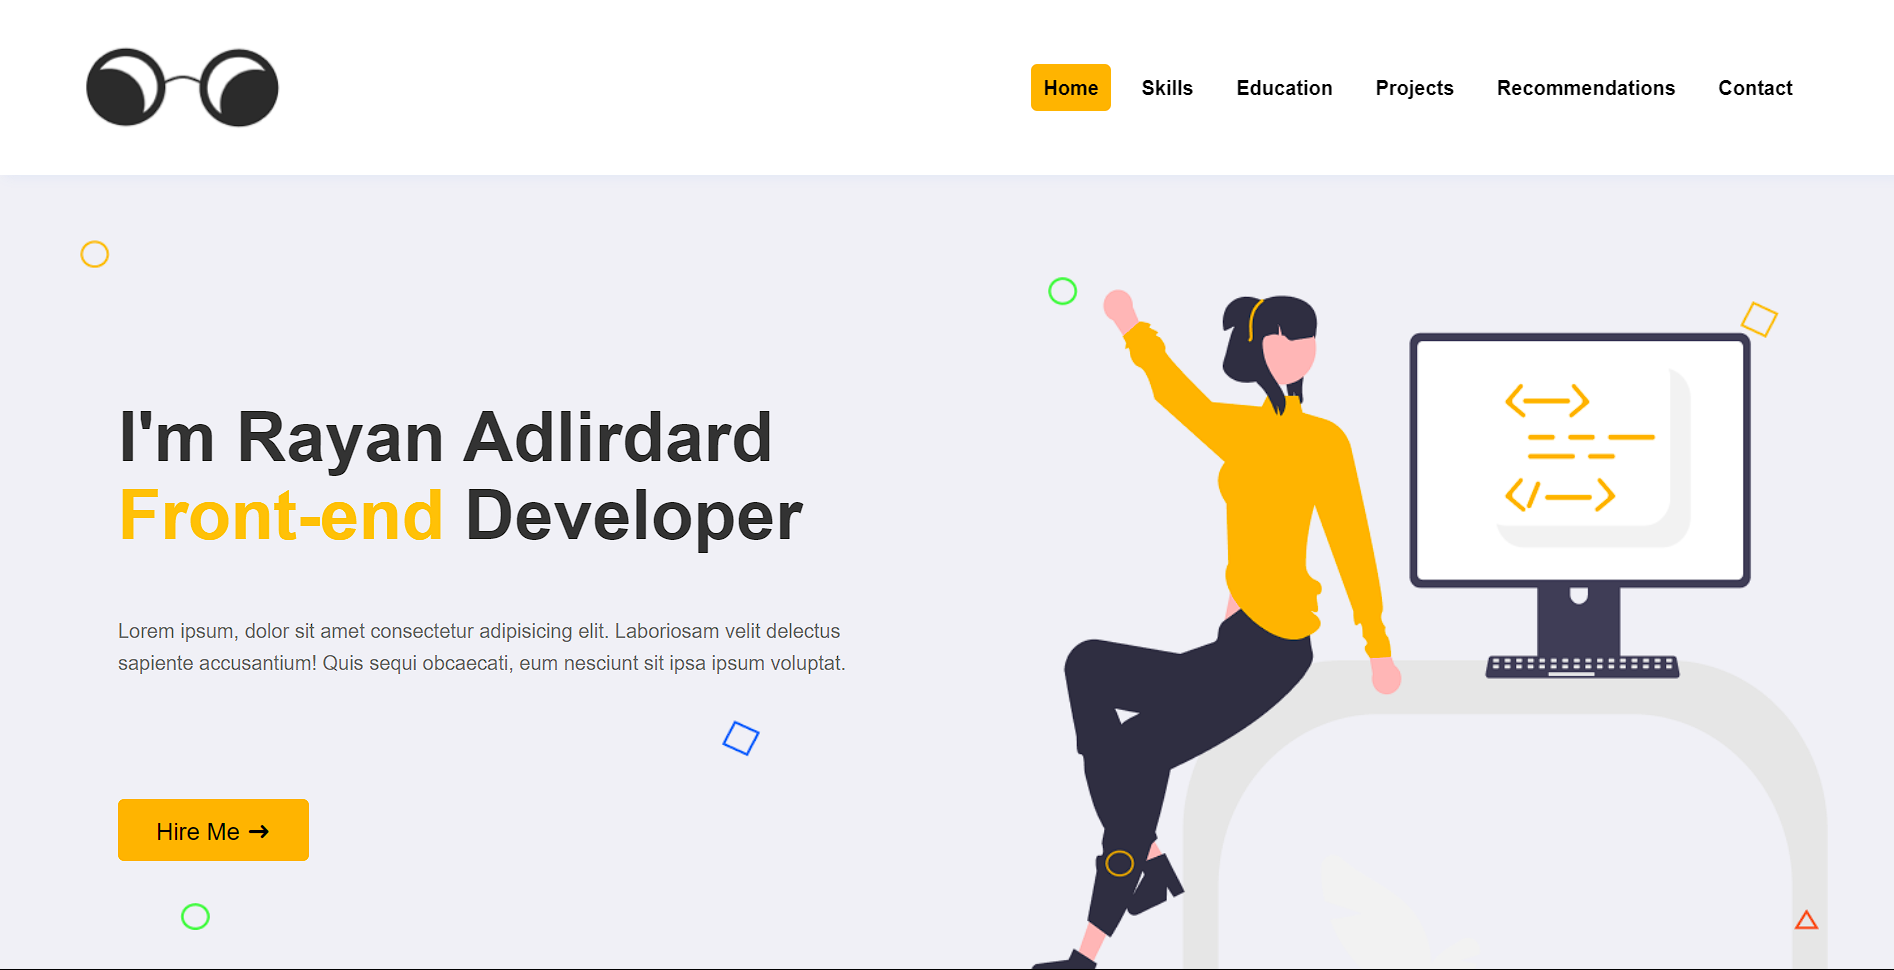 Home Skills Education Projects Recommendations Contact
I'm Rayan Adlirdard
Front-end Developer
Lorem ipsum, dolor sit amet consectetur adipisicing elit. Laboriosam velit delectus
sapiente accusantium! Quis sequi obcaecati, eum nesciunt sit ipsa ipsum voluptat.
Hire Me →